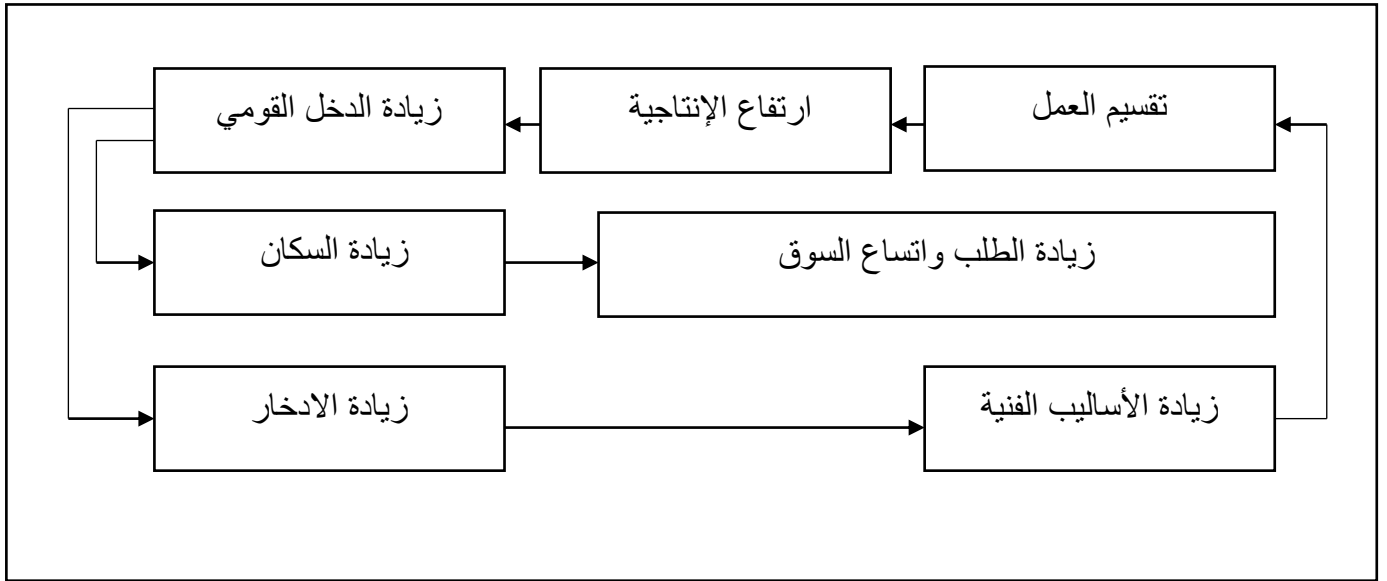 تقسيم العمل
ارتفاع الإنتاجية
زيادة الدخل القومي
زيادة السكان
زيادة الطلب واتساع السوق
زيادة الادخار
زيادة الأساليب الفنية